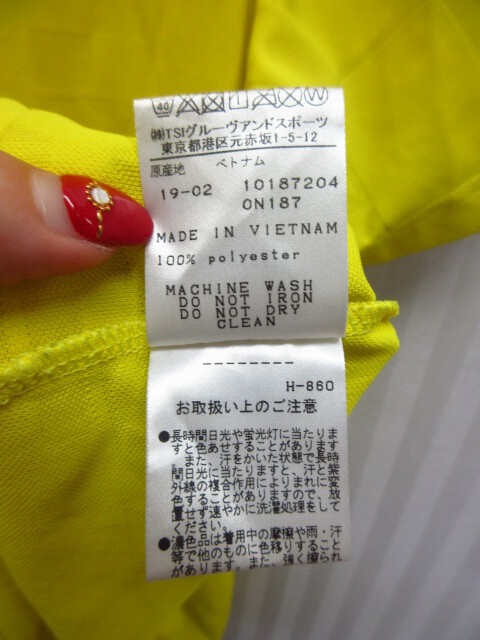 40
W
㈱TSIグルーヴアンドスポーツ
東京都港区元赤坂1-5-12
原産地 ベトナム
19-02 10187204
0N187
MADE IN VIETNAM
100% polyester
MACHINE WASH
DO NOT IRON
DO NOT DRY
CLEAN
--------
H-860
お取扱い上のご注意
●長時間日光や蛍光灯に当たりま
すと色あせすることがあります
。また、汗をかいた状態で長時
間日光に当たりますと、汗と紫
外線の複合作用によりまれに変
色することがありますので、放
置せず速やかに洗濯処理をして
ください。
●濃色品は着用中の摩擦や雨・汗
等で他のものに色移りすること
があります。また、強く擦られ